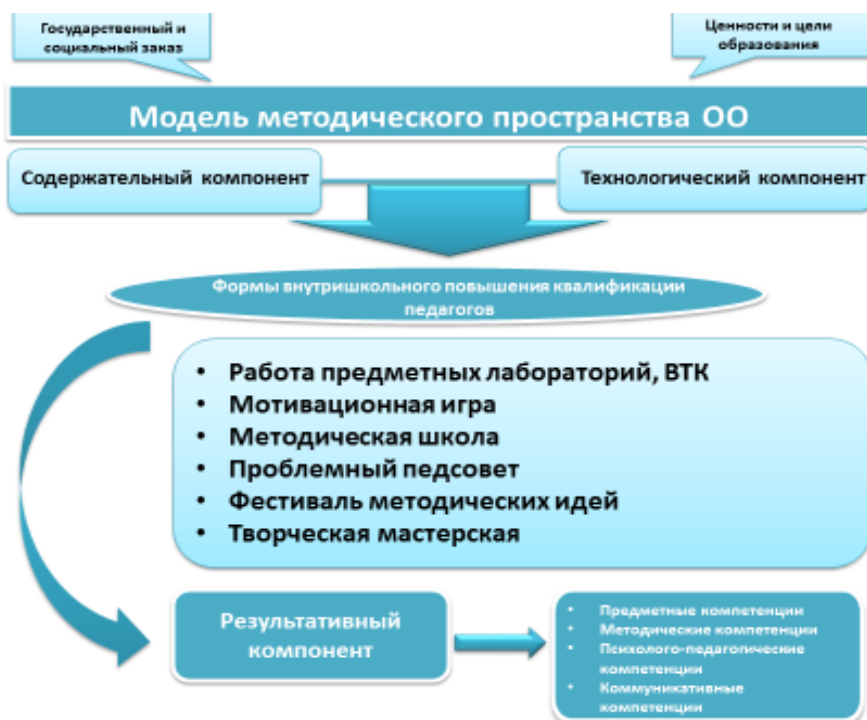 Государственный и
социальный заказ
Ценности и цели
образования
Модель методического пространства ОО
Содержательный компонент
Технологический компонент
Формы внутришкольного повышения квалификации
педагогов
• Работа предметных лабораторий, ВТК
• Мотивационная игра
• Методическая школа
• Проблемный педсовет
• Фестиваль методических идей
• Творческая мастерская
Результативный
компонент
• Предметные компетенции
• Методические компетенции
• Психолого-педагогические
компетенции
• Коммуникативные
компетенции